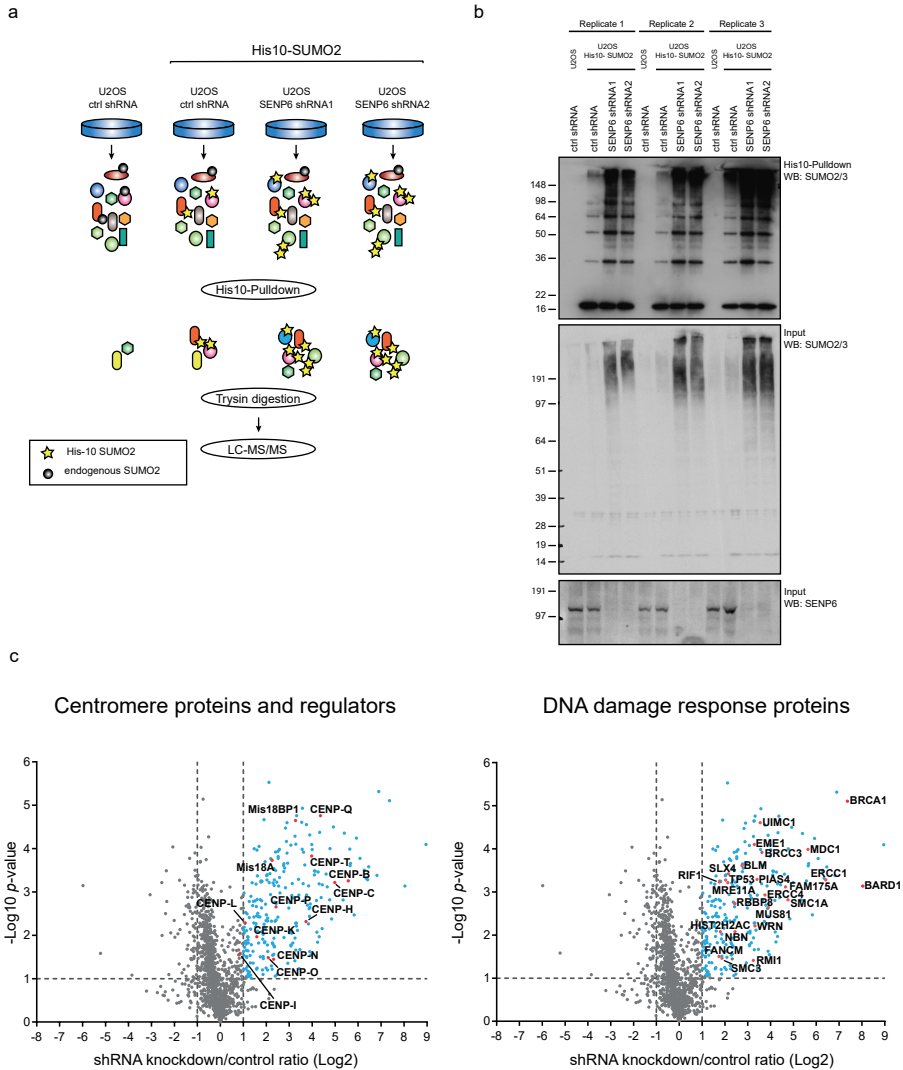 a
His10-SUMO2
U2OS
ctrl shRNA
U2OS
ctrl shRNA
U2OS
SENP6 shRNA1
U2OS
SENP6 shRNA2
His10-Pulldown
Trysin digestion
LC-MS/MS
His-10 SUMO2
endogenous SUMO2
b
Replicate 1
Replicate 2
Replicate 3
U2OS
U2OS
His10- SUMO2
U2OS
U2OS
His10- SUMO2
U2OS
U2OS
His10- SUMO2
ctrl shRNA
ctrl shRNA
SENP6 shRNA1
SENP6 shRNA2
ctrl shRNA
ctrl shRNA
SENP6 shRNA1
SENP6 shRNA2
ctrl shRNA
ctrl shRNA
SENP6 shRNA1
SENP6 shRNA2
His10-Pulldown
WB: SUMO2/3
148
98
64
50
36
22
16
Input
WB: SUMO2/3
191
97
64
51
39
28
19
14
Input
WB: SENP6
191
97
c
Centromere proteins and regulators
-Log10 p-value
6
5
4
3
2
1
0
Mis18BP1
CENP-Q
Mis18A
CENP-T
CENP-B
CENP-C
CENP-L
CENP-P
CENP-H
CENP-K
CENP-N
CENP-O
CENP-I
-8 -7 -6 -5 -4 -3 -2 -1 0 1 2 3 4 5 6 7 8 9
shRNA knockdown/control ratio (Log2)
DNA damage response proteins
-Log10 p-value
6
5
4
3
2
1
0
BRCA1
UIMC1
EME1
BRCC3
MDC1
SLX4
BLM
RIF1
TP53
PIAS4
ERCC1
FAM175A
BARD1
MRE11A
ERCC4
RBBP8
SMC1A
MUS81
HIST2H2AC
WRN
NBN
FANCM
SMC3
RMI1
-8 -7 -6 -5 -4 -3 -2 -1 0 1 2 3 4 5 6 7 8 9
shRNA knockdown/control ratio (Log2)